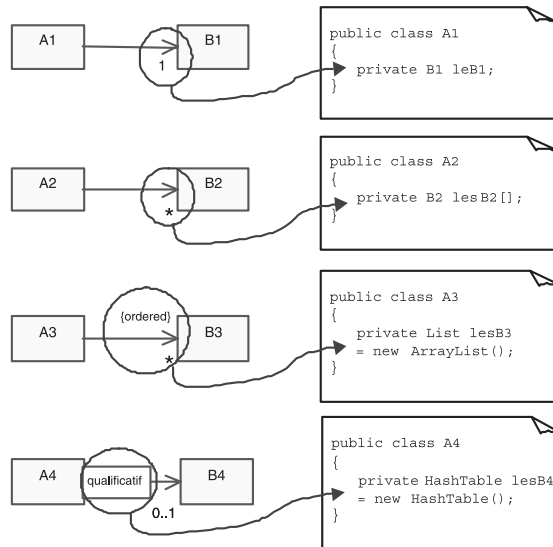 A1
B1
1
public class A1
{
private B1 leB1;
}
A2
B2
*
public class A2
{
private B2 lesB2[];
}
A3
{ordered}
B3
*
public class A3
{
private List lesB3
= new ArrayList();
}
A4
qualificatif
B4
0..1
public class A4
{
private HashTable lesB4
= new HashTable();
}